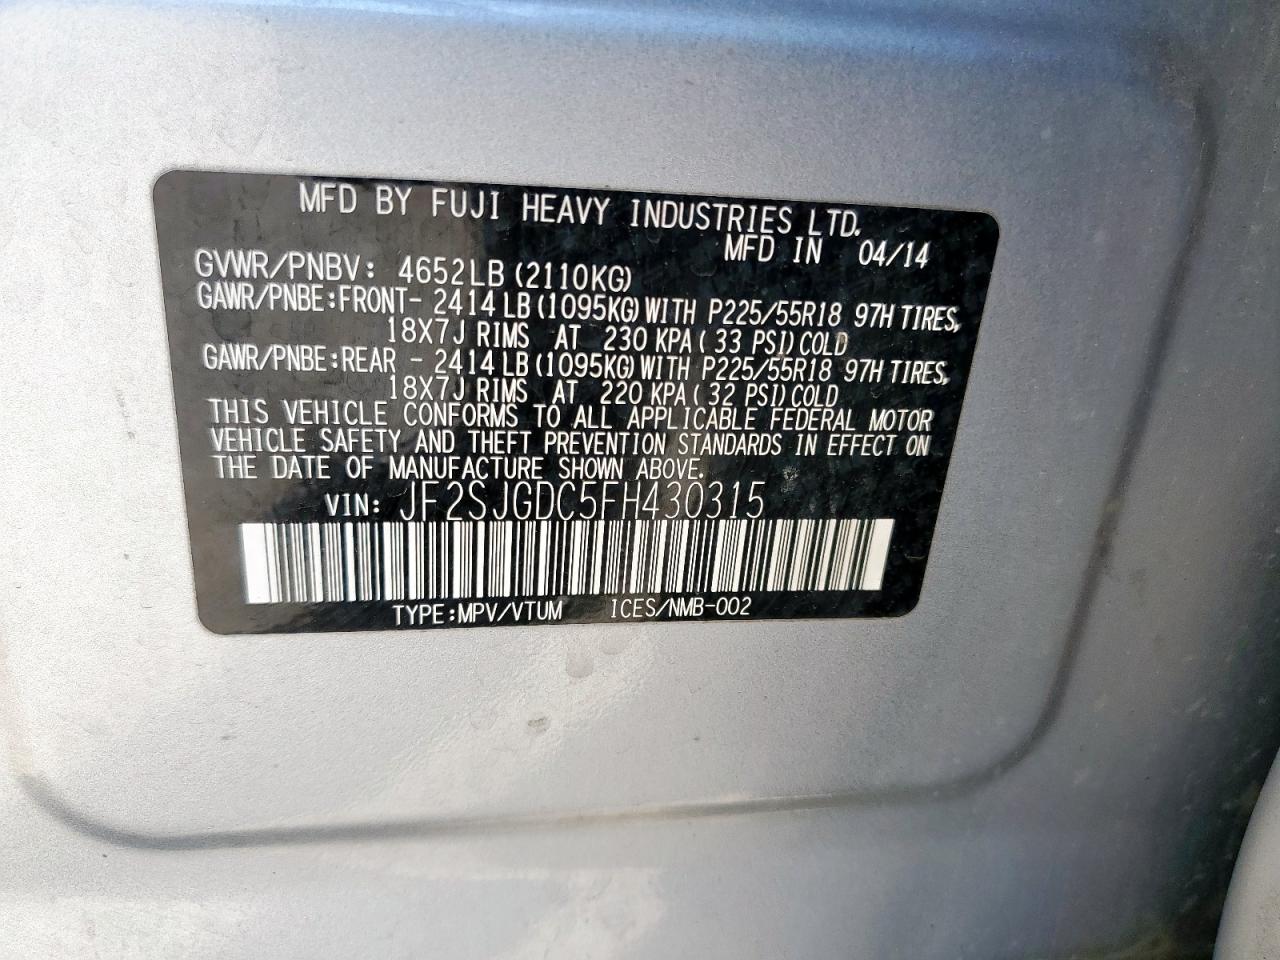 MFD BY FUJI HEAVY INDUSTRIES LTD.
MFD IN 04/14
GVWR/PNBV: 4652LB (2110KG)
GAWR/PNBE:FRONT- 2414 LB (1095KG) WITH P225/55R18 97H TIRES,
18X7J RIMS AT 230 KPA ( 33 PSI) COLD
GAWR/PNBE:REAR - 2414 LB (1095KG) WITH P225/55R18 97H TIRES,
18X7J RIMS AT 220 KPA ( 32 PSI) COLD
THIS VEHICLE CONFORMS TO ALL APPLICABLE FEDERAL MOTOR
VEHICLE SAFETY AND THEFT PREVENTION STANDARDS IN EFFECT ON
THE DATE OF MANUFACTURE SHOWN ABOVE.
VIN: JF2SJGDC5FH430315
TYPE:MPV/VTUM ICES/NMB-002